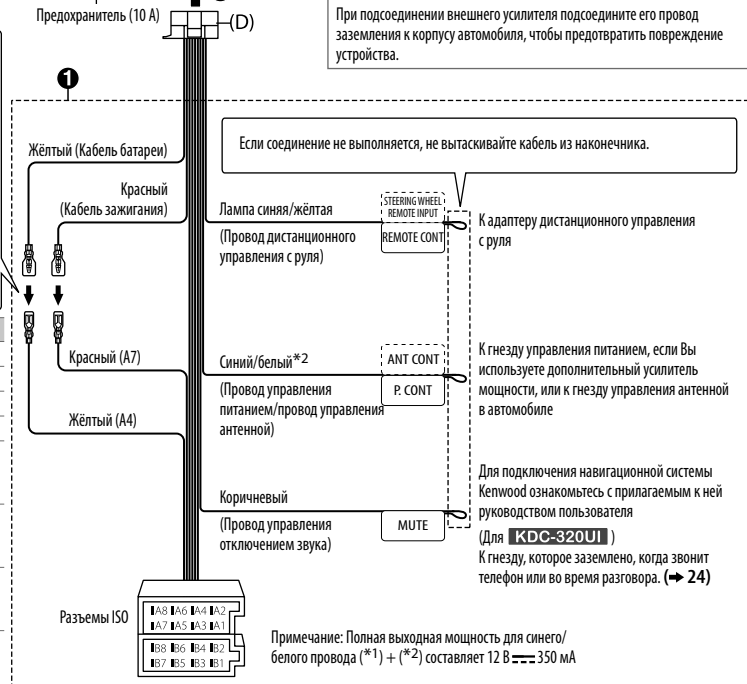 Предохранитель (10 A)
(D)
При подсоединении внешнего усилителя подсоедините его провод
заземления к корпусу автомобиля, чтобы предотвратить повреждение
устройства.
1
Если соединение не выполняется, не вытаскивайте кабель из наконечника.
Жёлтый (Кабель батареи)
Красный
(Кабель зажигания)
Лампа синяя/жёлтая
(Провод дистанционного
управления с руля)
STEERING WHEEL
REMOTE INPUT
REMOTE CONT
К адаптеру дистанционного управления
с руля
Красный (A7)
Жёлтый (A4)
Синий/белый*2
(Провод управления
питанием/провод управления
антенной)
ANT CONT
P. CONT
К гнезду управления питанием, если Вы
используете дополнительный усилитель
мощности, или к гнезду управления антенной
в автомобиле
Коричневый
(Провод управления
отключением звука)
MUTE
Для подключения навигационной системы
Kenwood ознакомьтесь с прилагаемым к ней
руководством пользователя
(Для KDC-320UI )
К гнезду, которое заземлено, когда звонит
телефон или во время разговора. (➜ 24)
Разъемы ISO
A8 A6 A4 A2
A7 A5 A3 A1
B8 B6 B4 B2
B7 B5 B3 B1
Примечание: Полная выходная мощность для синего/
белого провода (*1) + (*2) составляет 12 В ⎓ 350 мА